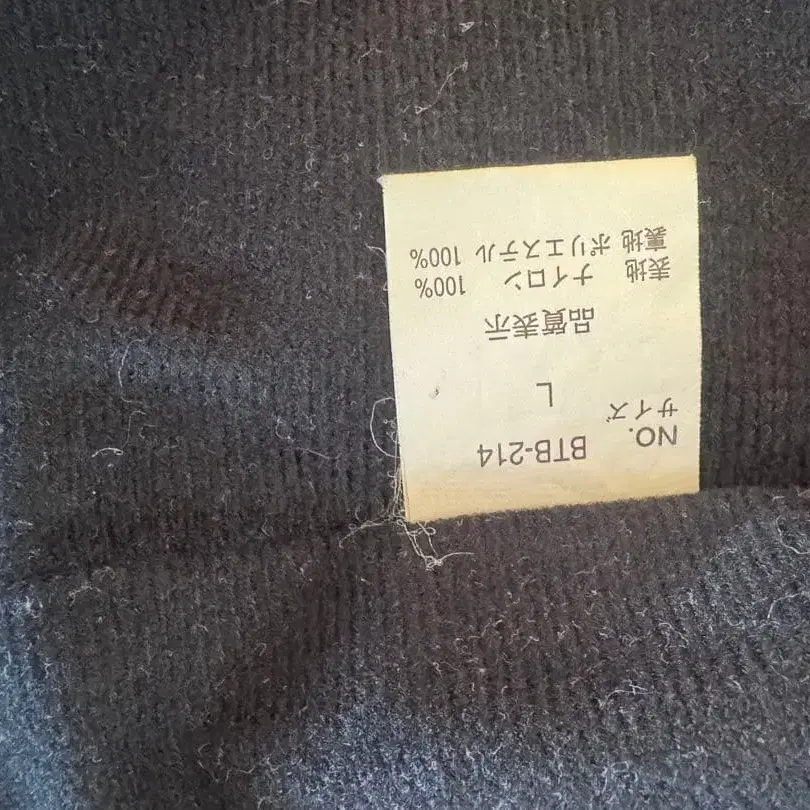 NO. BTB-214
サイズ L
品質表示
表地 ナイロン 100%
裏地 ポリエステル 100%